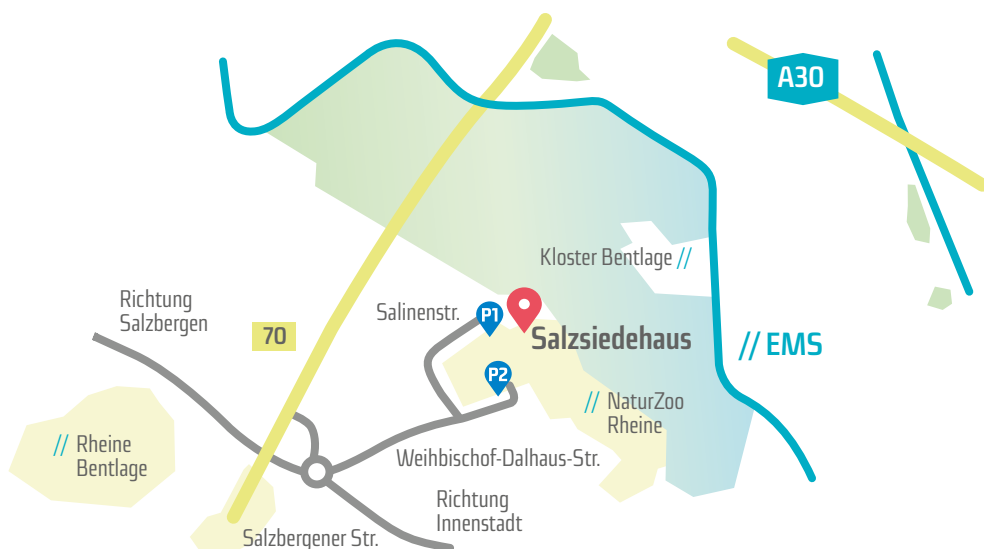 A30
Kloster Bentlage //
Richtung
Salzbergen
Salinenstr.
P1
70
Salzsiedehaus
// EMS
P2
// NaturZoo
Rheine
// Rheine
Bentlage
Weihbischof-Dalhaus-Str.
Richtung
Innenstadt
Salzbergener Str.